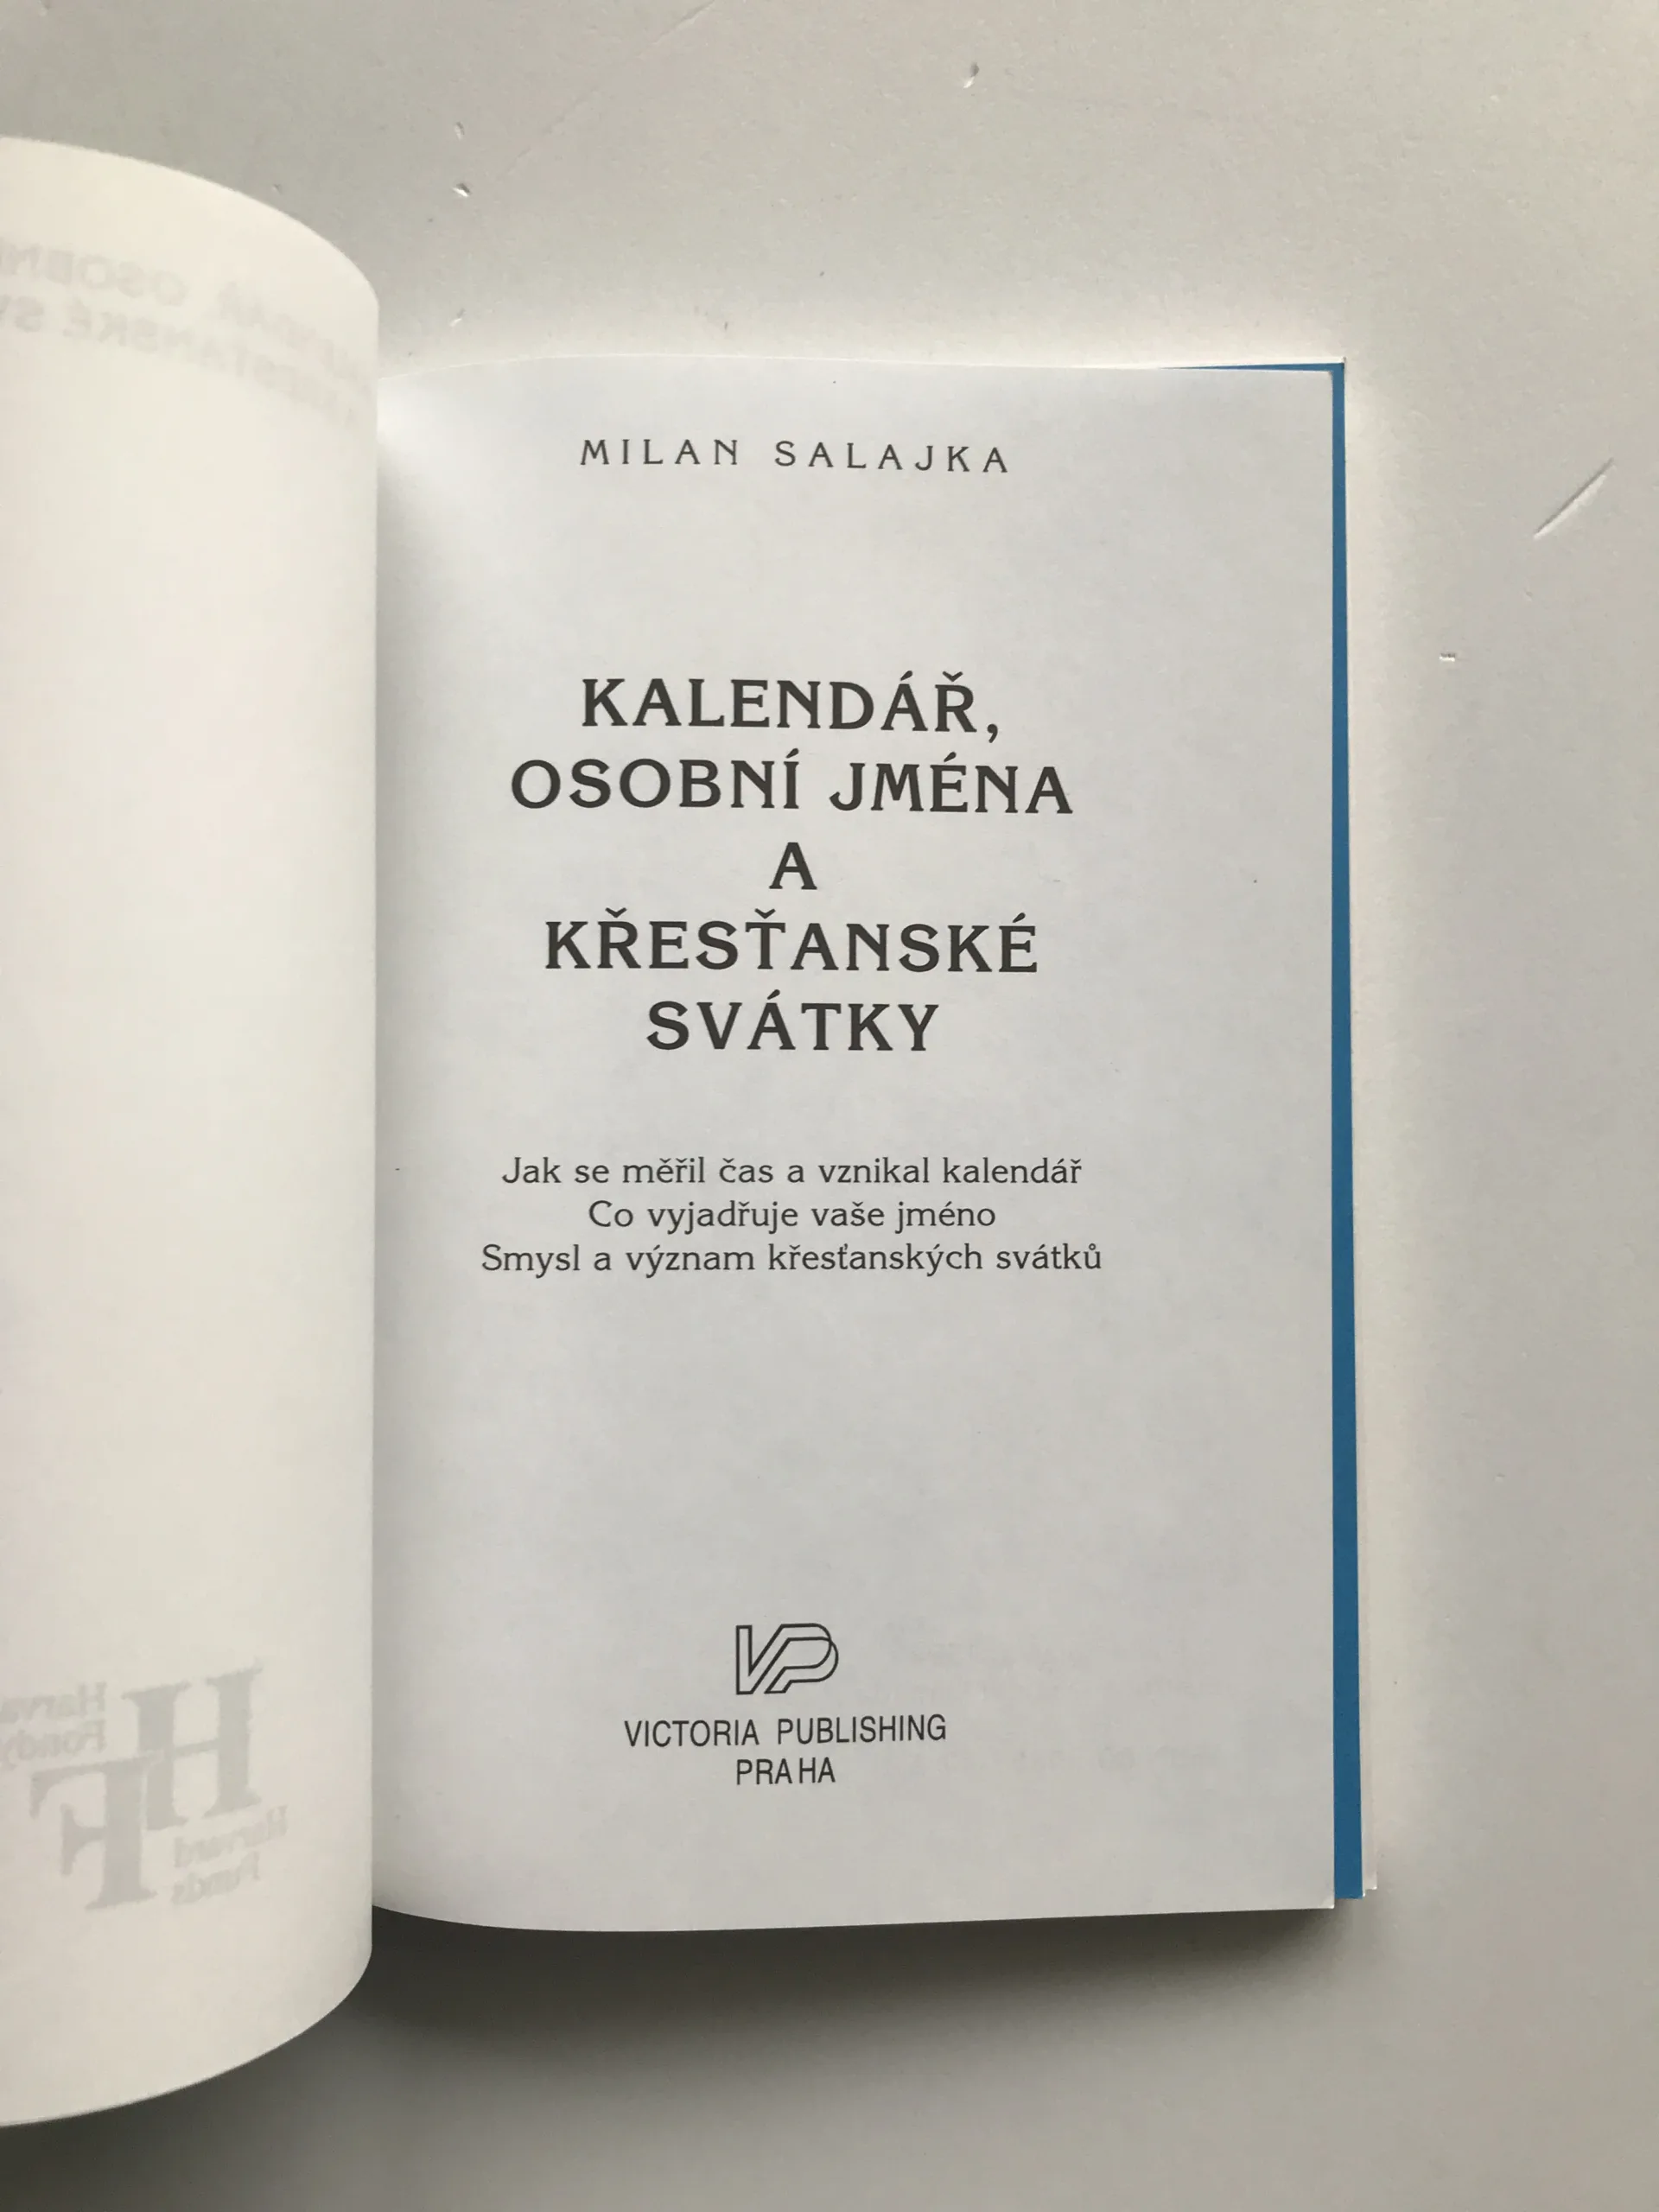 MILAN SALAJKA
KALENDÁŘ,
OSOBNÍ JMÉNA
A
KŘESŤANSKÉ
SVÁTKY
Jak se měřil čas a vznikal kalendář
Co vyjadřuje vaše jméno
Smysl a význam křesťanských svátků
VP
VICTORIA PUBLISHING
PRAHA